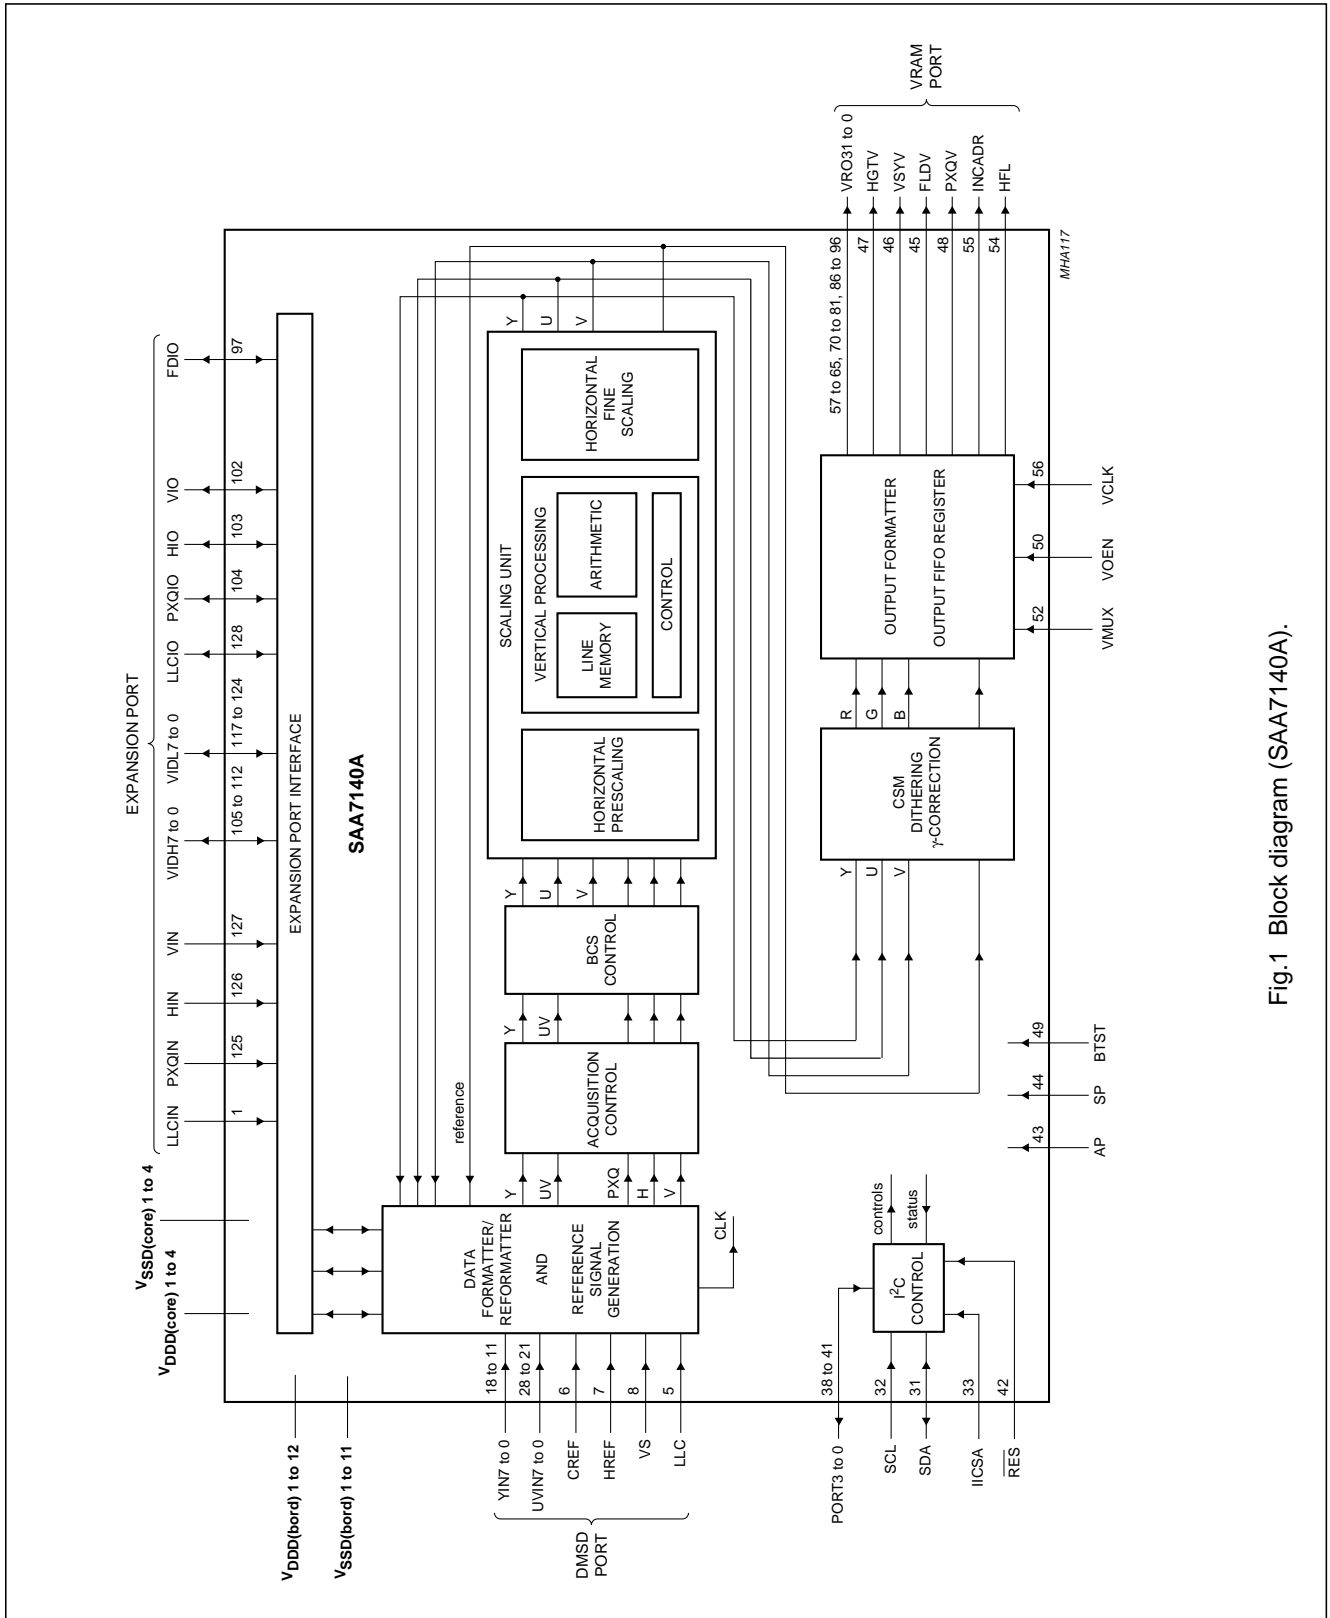 EXPANSION PORT
LLCIN
PXQIN
HIN
VIN
VIDH7 to 0
VIDL7 to 0
LLCIO
PXQIO
HIO
VIO
FDIO
1
125
126
127
105 to 112
117 to 124
128
104
103
102
97
VDDD(bord) 1 to 12
VSSD(bord) 1 to 11
VDDD(core) 1 to 4
VSSD(core) 1 to 4
EXPANSION PORT INTERFACE
SAA7140A
reference
DMSD
PORT
YIN7 to 0
UVIN7 to 0
CREF
HREF
VS
LLC
18 to 11
28 to 21
6
7
8
5
DATA
FORMATTER/
REFORMATTER
AND
REFERENCE
SIGNAL
GENERATION
CLK
Y
UV
PXQ
H
V
ACQUISITION
CONTROL
Y
UV
BCS
CONTROL
Y
U
V
SCALING UNIT
HORIZONTAL
PRESCALING
VERTICAL PROCESSING
LINE
MEMORY
ARITHMETIC
CONTROL
HORIZONTAL
FINE
SCALING
Y
U
V
PORT3 to 0
SCL
SDA
IICSA
RES
38 to 41
32
31
33
42
I²C
CONTROL
controls
status
AP
SP
BTST
43
44
49
Y
U
V
CSM
DITHERING
γ-CORRECTION
R
G
B
OUTPUT FORMATTER
OUTPUT FIFO REGISTER
52
50
56
VMUX
VOEN
VCLK
57 to 65, 70 to 81, 86 to 96
47
46
45
48
55
54
VRO31 to 0
HGTV
VSYV
FLDV
PXQV
INCADR
HFL
VRAM
PORT
MHA117
Fig.1 Block diagram (SAA7140A).